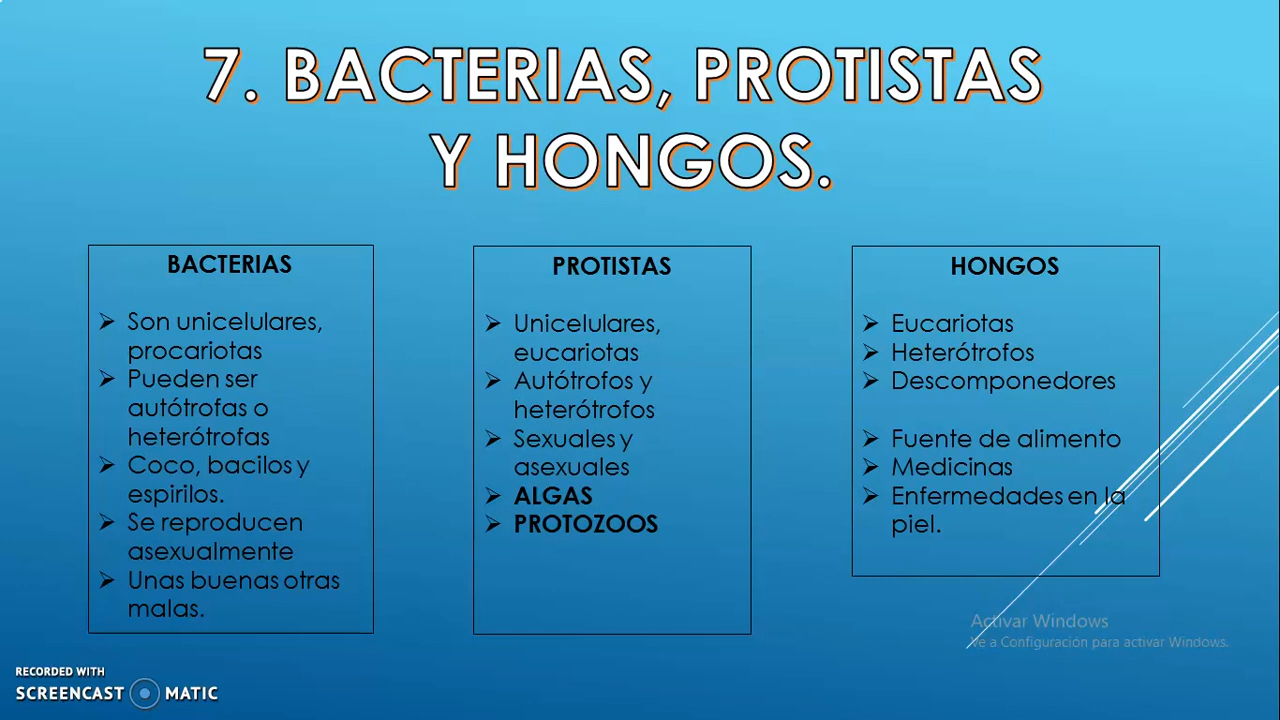 7. BACTERIAS, PROTISTAS
Y HONGOS.
BACTERIAS
➢ Son unicelulares,
procariotas
➢ Pueden ser
autótrofas o
heterótrofas
➢ Coco, bacilos y
espirilos.
➢ Se reproducen
asexualmente
➢ Unas buenas otras
malas.
PROTISTAS
➢ Unicelulares,
eucariotas
➢ Autótrofos y
heterótrofos
➢ Sexuales y
asexuales
➢ ALGAS
➢ PROTOZOOS
HONGOS
➢ Eucariotas
➢ Heterótrofos
➢ Descomponedores
➢ Fuente de alimento
➢ Medicinas
➢ Enfermedades en la
piel.
Activar Windows
Ve a Configuración para activar Windows.
RECORDED WITH
SCREENCAST MATIC